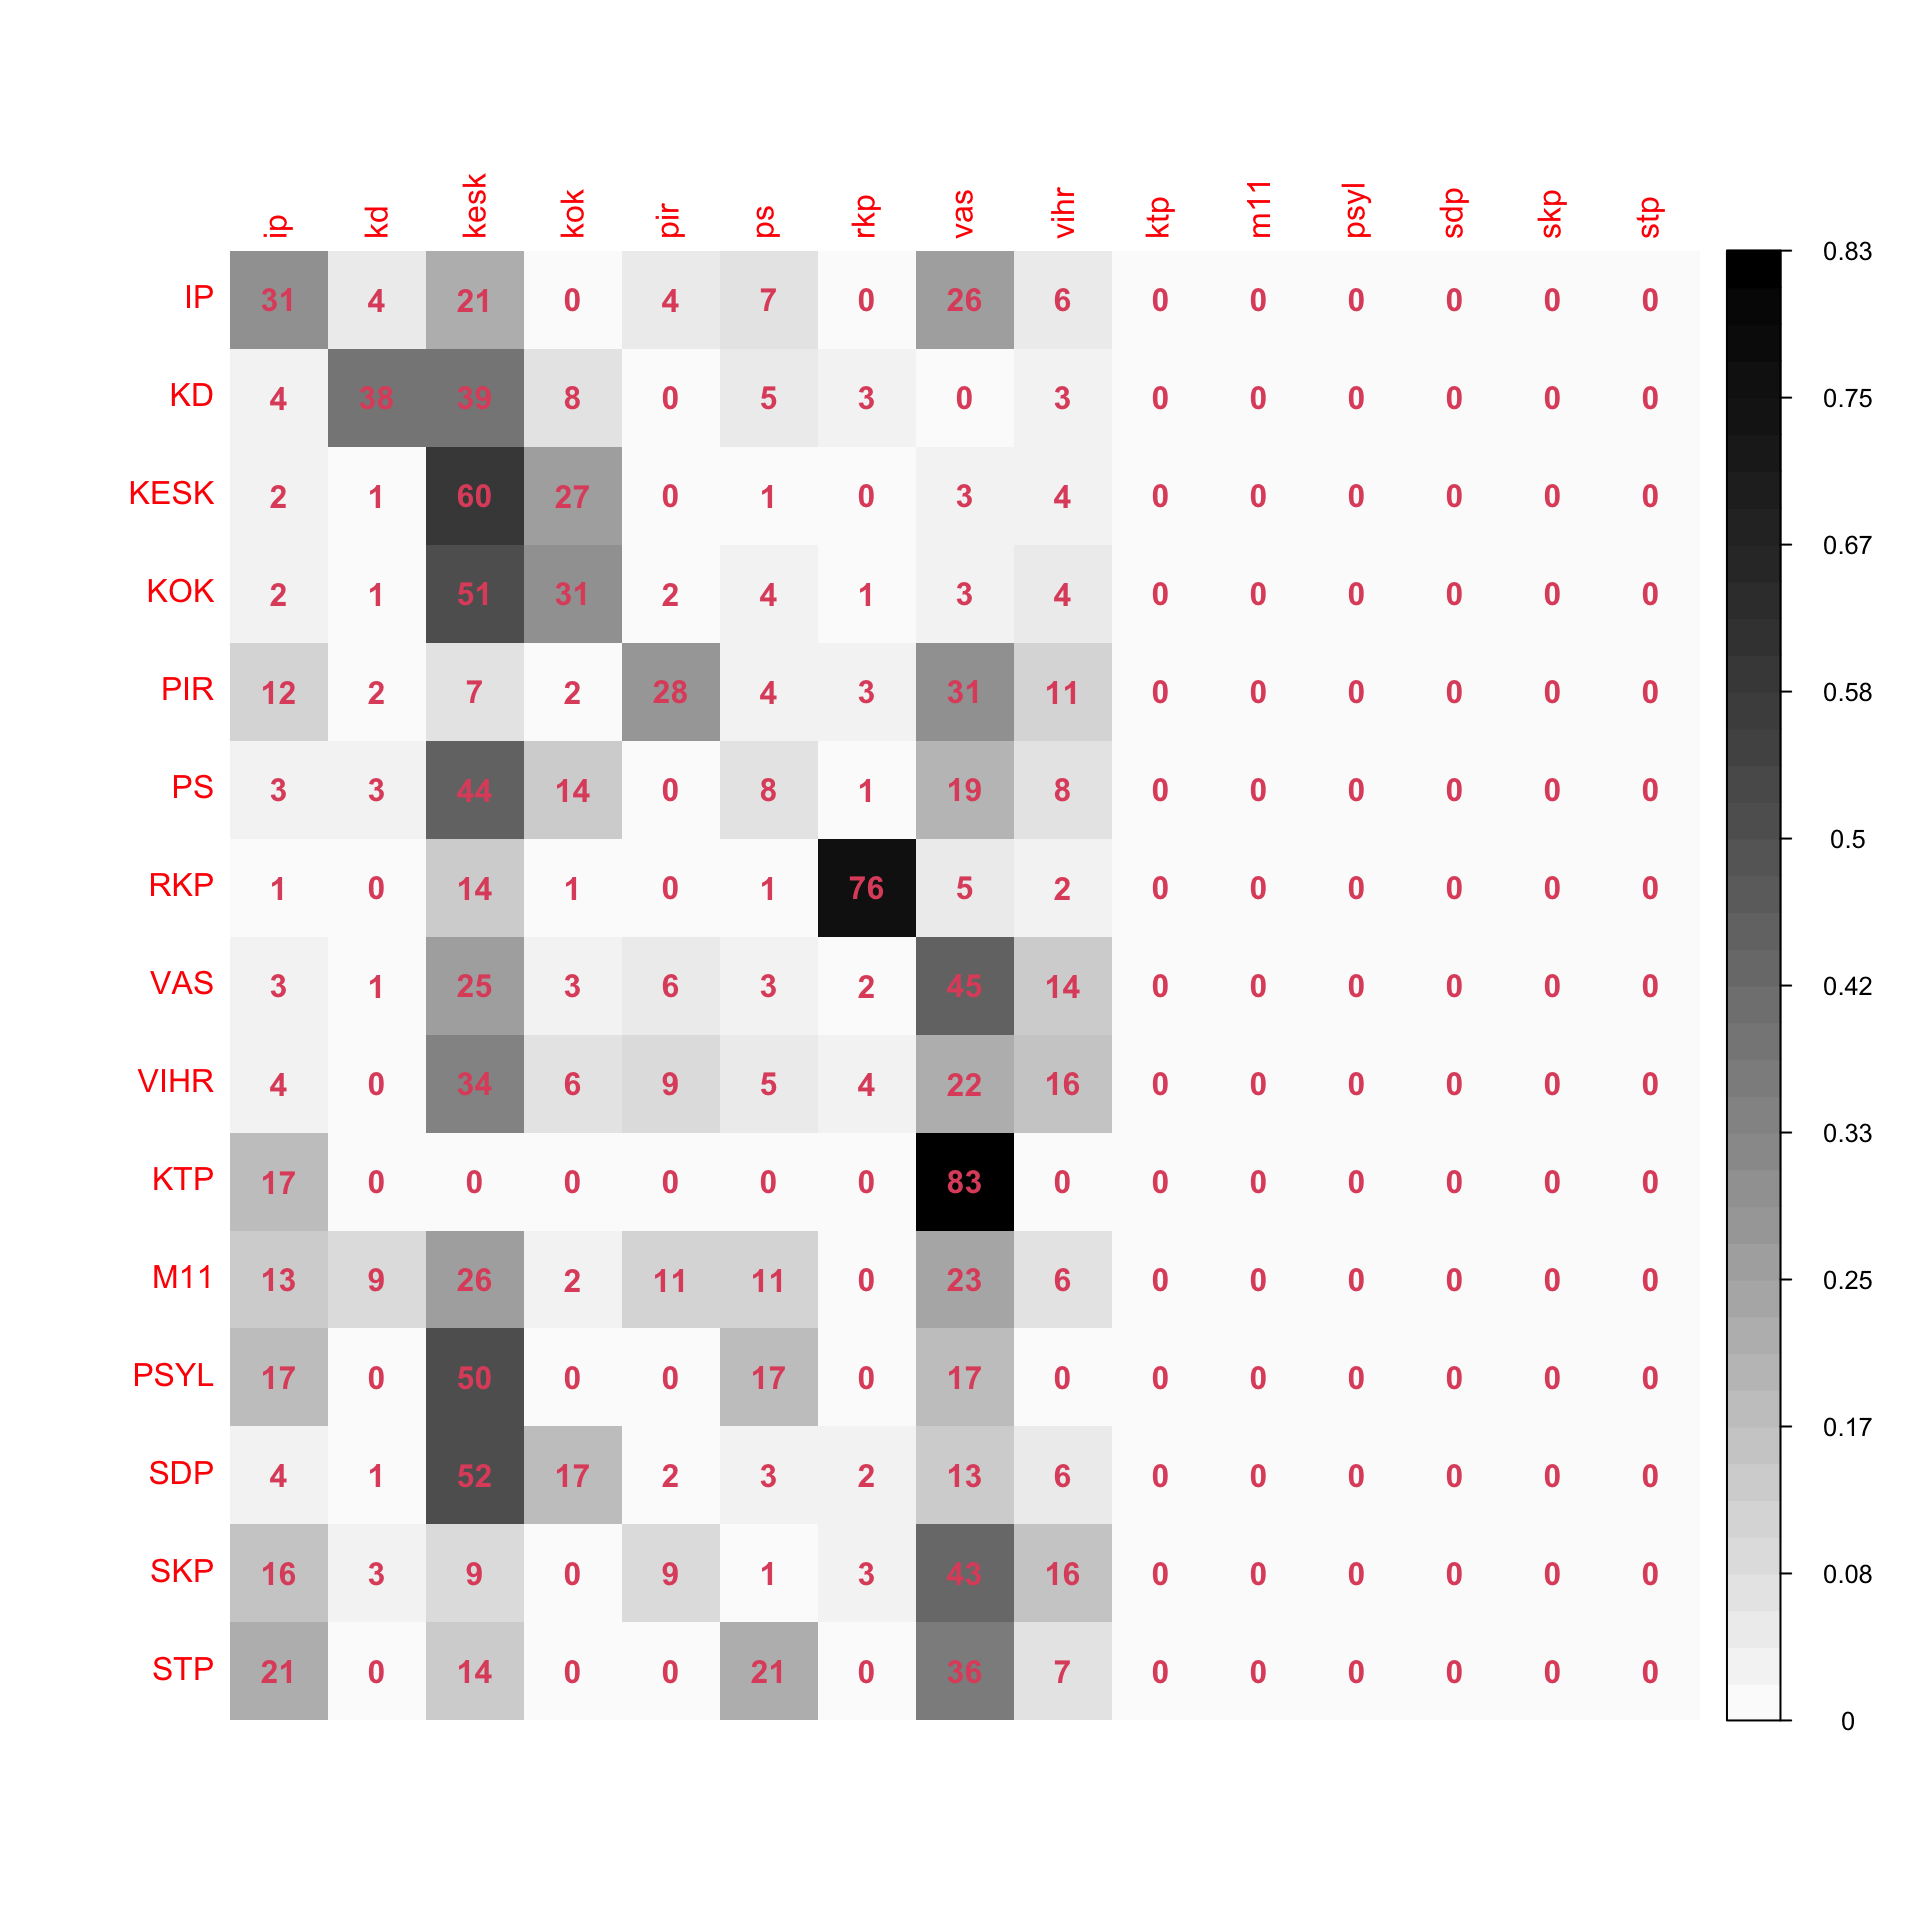 ip kd kesk kok pir ps rkp vas vihr ktp m11 psyl sdp skp stp
IP 31 4 21 0 4 7 0 26 6 0 0 0 0 0 0
KD 4 38 39 8 0 5 3 0 3 0 0 0 0 0 0
KESK 2 1 60 27 0 1 0 3 4 0 0 0 0 0 0
KOK 2 1 51 31 2 4 1 3 4 0 0 0 0 0 0
PIR 12 2 7 2 28 4 3 31 11 0 0 0 0 0 0
PS 3 3 44 14 0 8 1 19 8 0 0 0 0 0 0
RKP 1 0 14 1 0 1 76 5 2 0 0 0 0 0 0
VAS 3 1 25 3 6 3 2 45 14 0 0 0 0 0 0
VIHR 4 0 34 6 9 5 4 22 16 0 0 0 0 0 0
KTP 17 0 0 0 0 0 0 83 0 0 0 0 0 0 0
M11 13 9 26 2 11 11 0 23 6 0 0 0 0 0 0
PSYL 17 0 50 0 0 17 0 17 0 0 0 0 0 0 0
SDP 4 1 52 17 2 3 2 13 6 0 0 0 0 0 0
SKP 16 3 9 0 9 1 3 43 16 0 0 0 0 0 0
STP 21 0 14 0 0 21 0 36 7 0 0 0 0 0 0
0.83
0.75
0.67
0.58
0.5
0.42
0.33
0.25
0.17
0.08
0